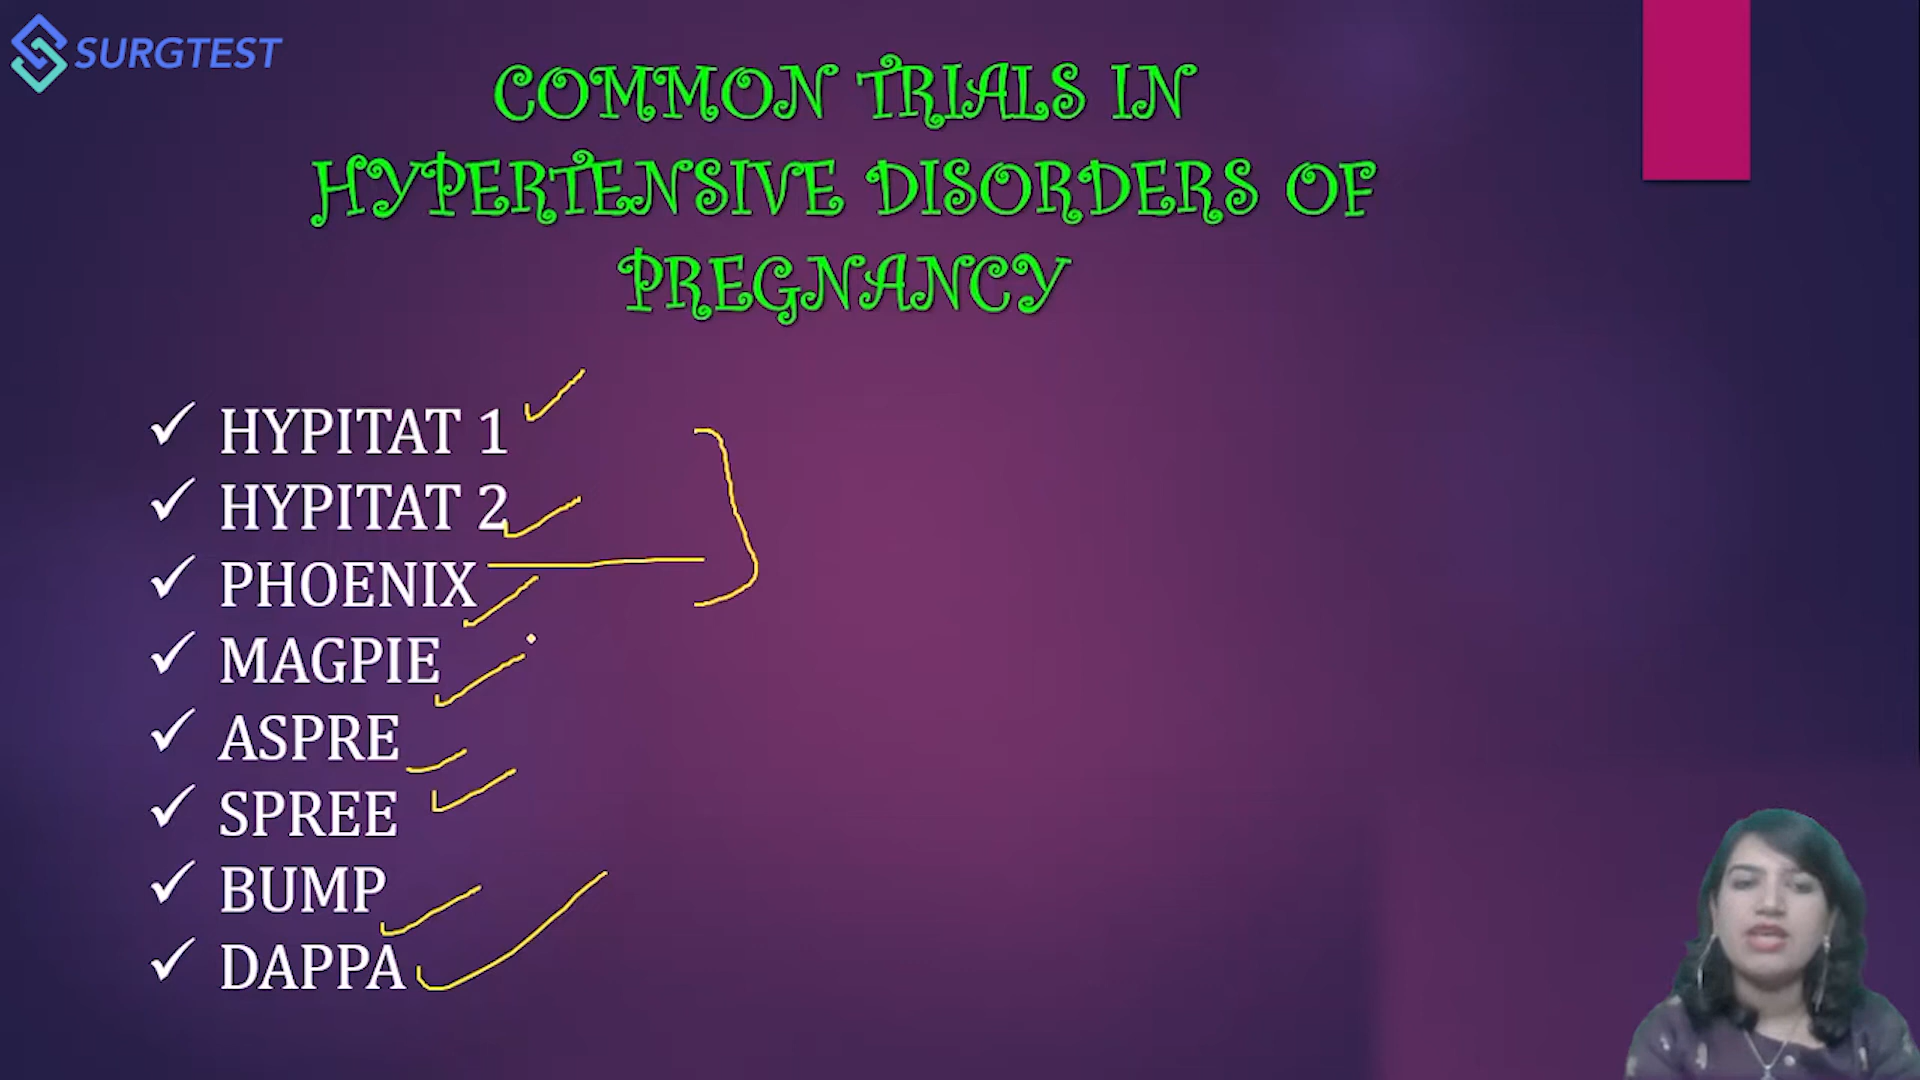 SURGTEST
COMMON TRIALS IN
HYPERTENSIVE DISORDERS OF
PREGNANCY
HYPITAT 1
HYPITAT 2
PHOENIX
MAGPIE
ASPRE
SPREE
BUMP
DAPPA